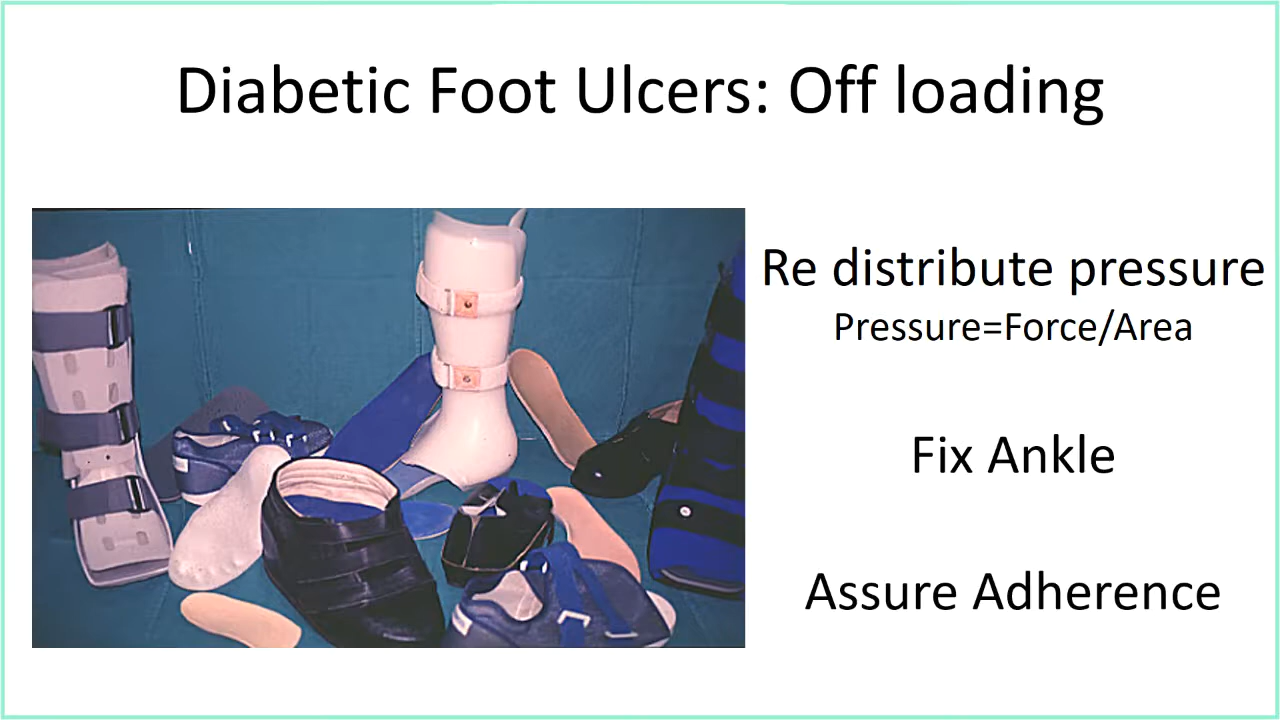 Diabetic Foot Ulcers: Off loading
Re distribute pressure
Pressure=Force/Area
Fix Ankle
Assure Adherence